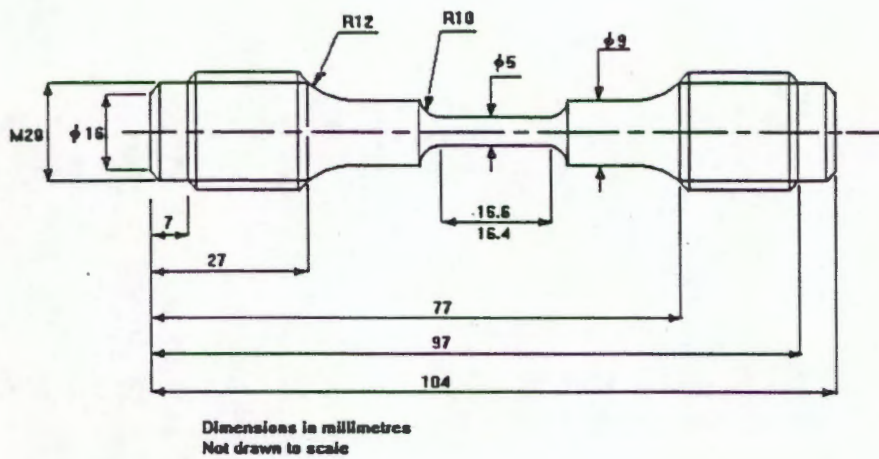 R12
R10
ϕ5
ϕ9
M20
ϕ16
16.6
16.4
7
27
77
97
104
Dimensions in millimetres
Not drawn to scale